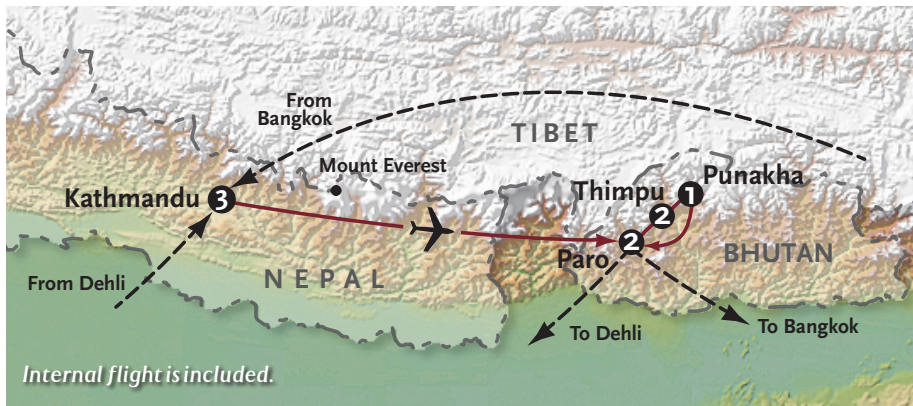 From
Bangkok
TIBET
Mount Everest
Punakha
Thimpu
1
Kathmandu
3
2
2
Paro
BHUTAN
NEPAL
From Dehli
To Dehli
To Bangkok
Internal flight is included.